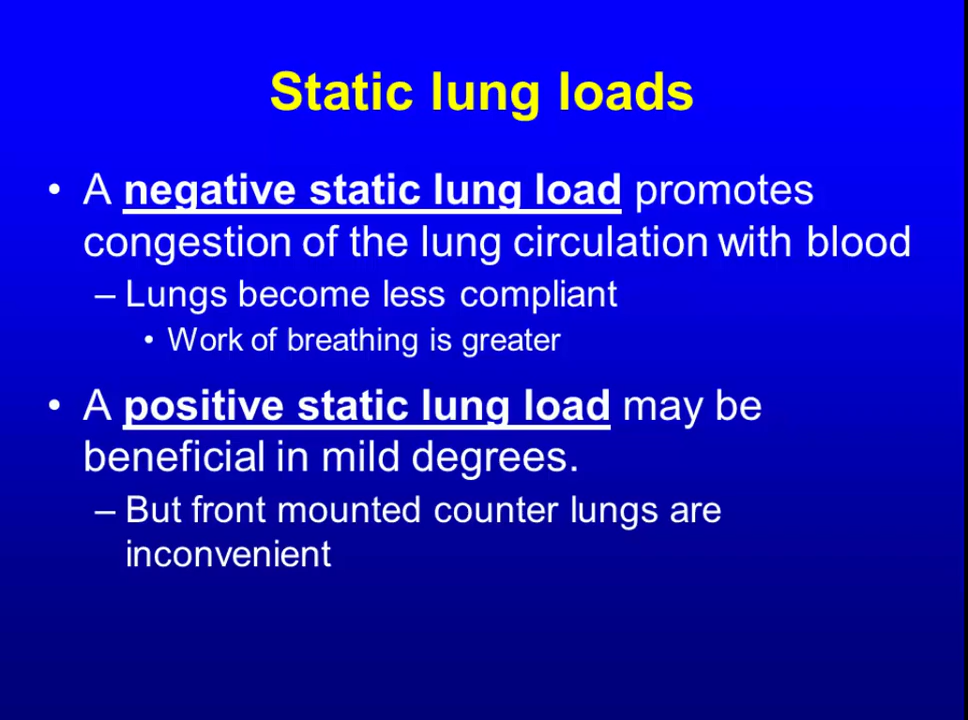 Static lung loads
• A negative static lung load promotes
congestion of the lung circulation with blood
– Lungs become less compliant
• Work of breathing is greater
• A positive static lung load may be
beneficial in mild degrees.
– But front mounted counter lungs are
inconvenient